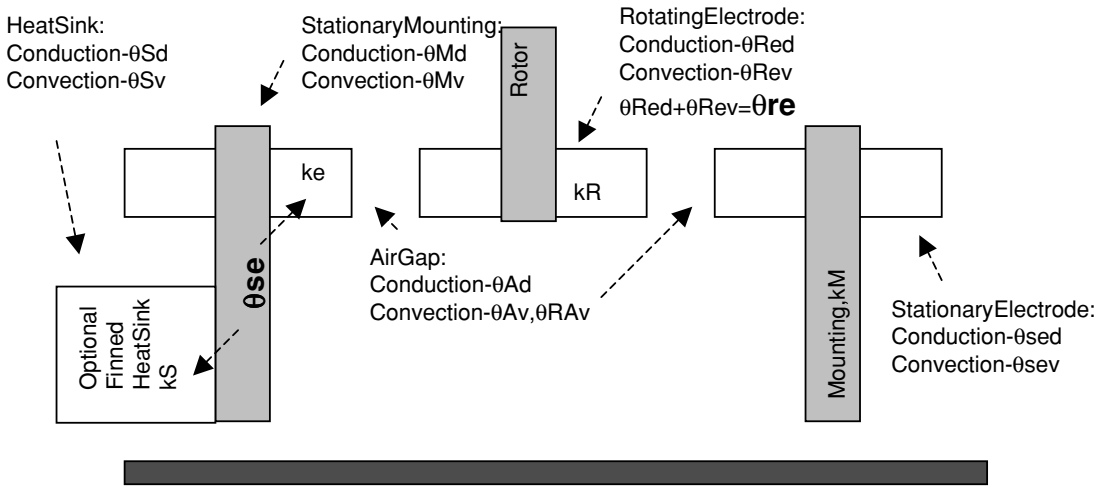 HeatSink:
Conduction-θSd
Convection-θSv
StationaryMounting:
Conduction-θMd
Convection-θMv
Rotor
RotatingElectrode:
Conduction-θRed
Convection-θRev
θRed+θRev=θre
ke
kR
θse
AirGap:
Conduction-θAd
Convection-θAv,θRAv
Optional
Finned
HeatSink
kS
Mounting,kM
StationaryElectrode:
Conduction-θsed
Convection-θsev